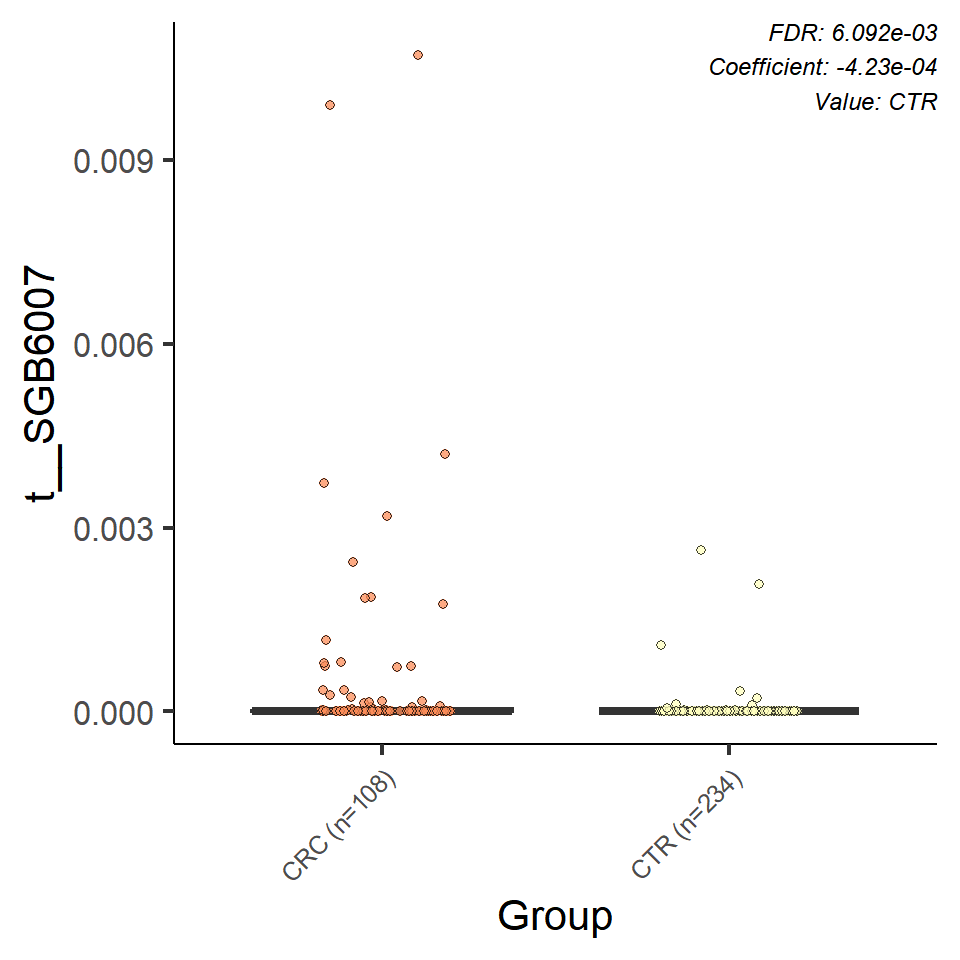 FDR: 6.092e-03
Coefficient: -4.23e-04
Value: CTR
0.009
0.006
0.003
0.000
t__SGB6007
CRC (n=108)
CTR (n=234)
Group